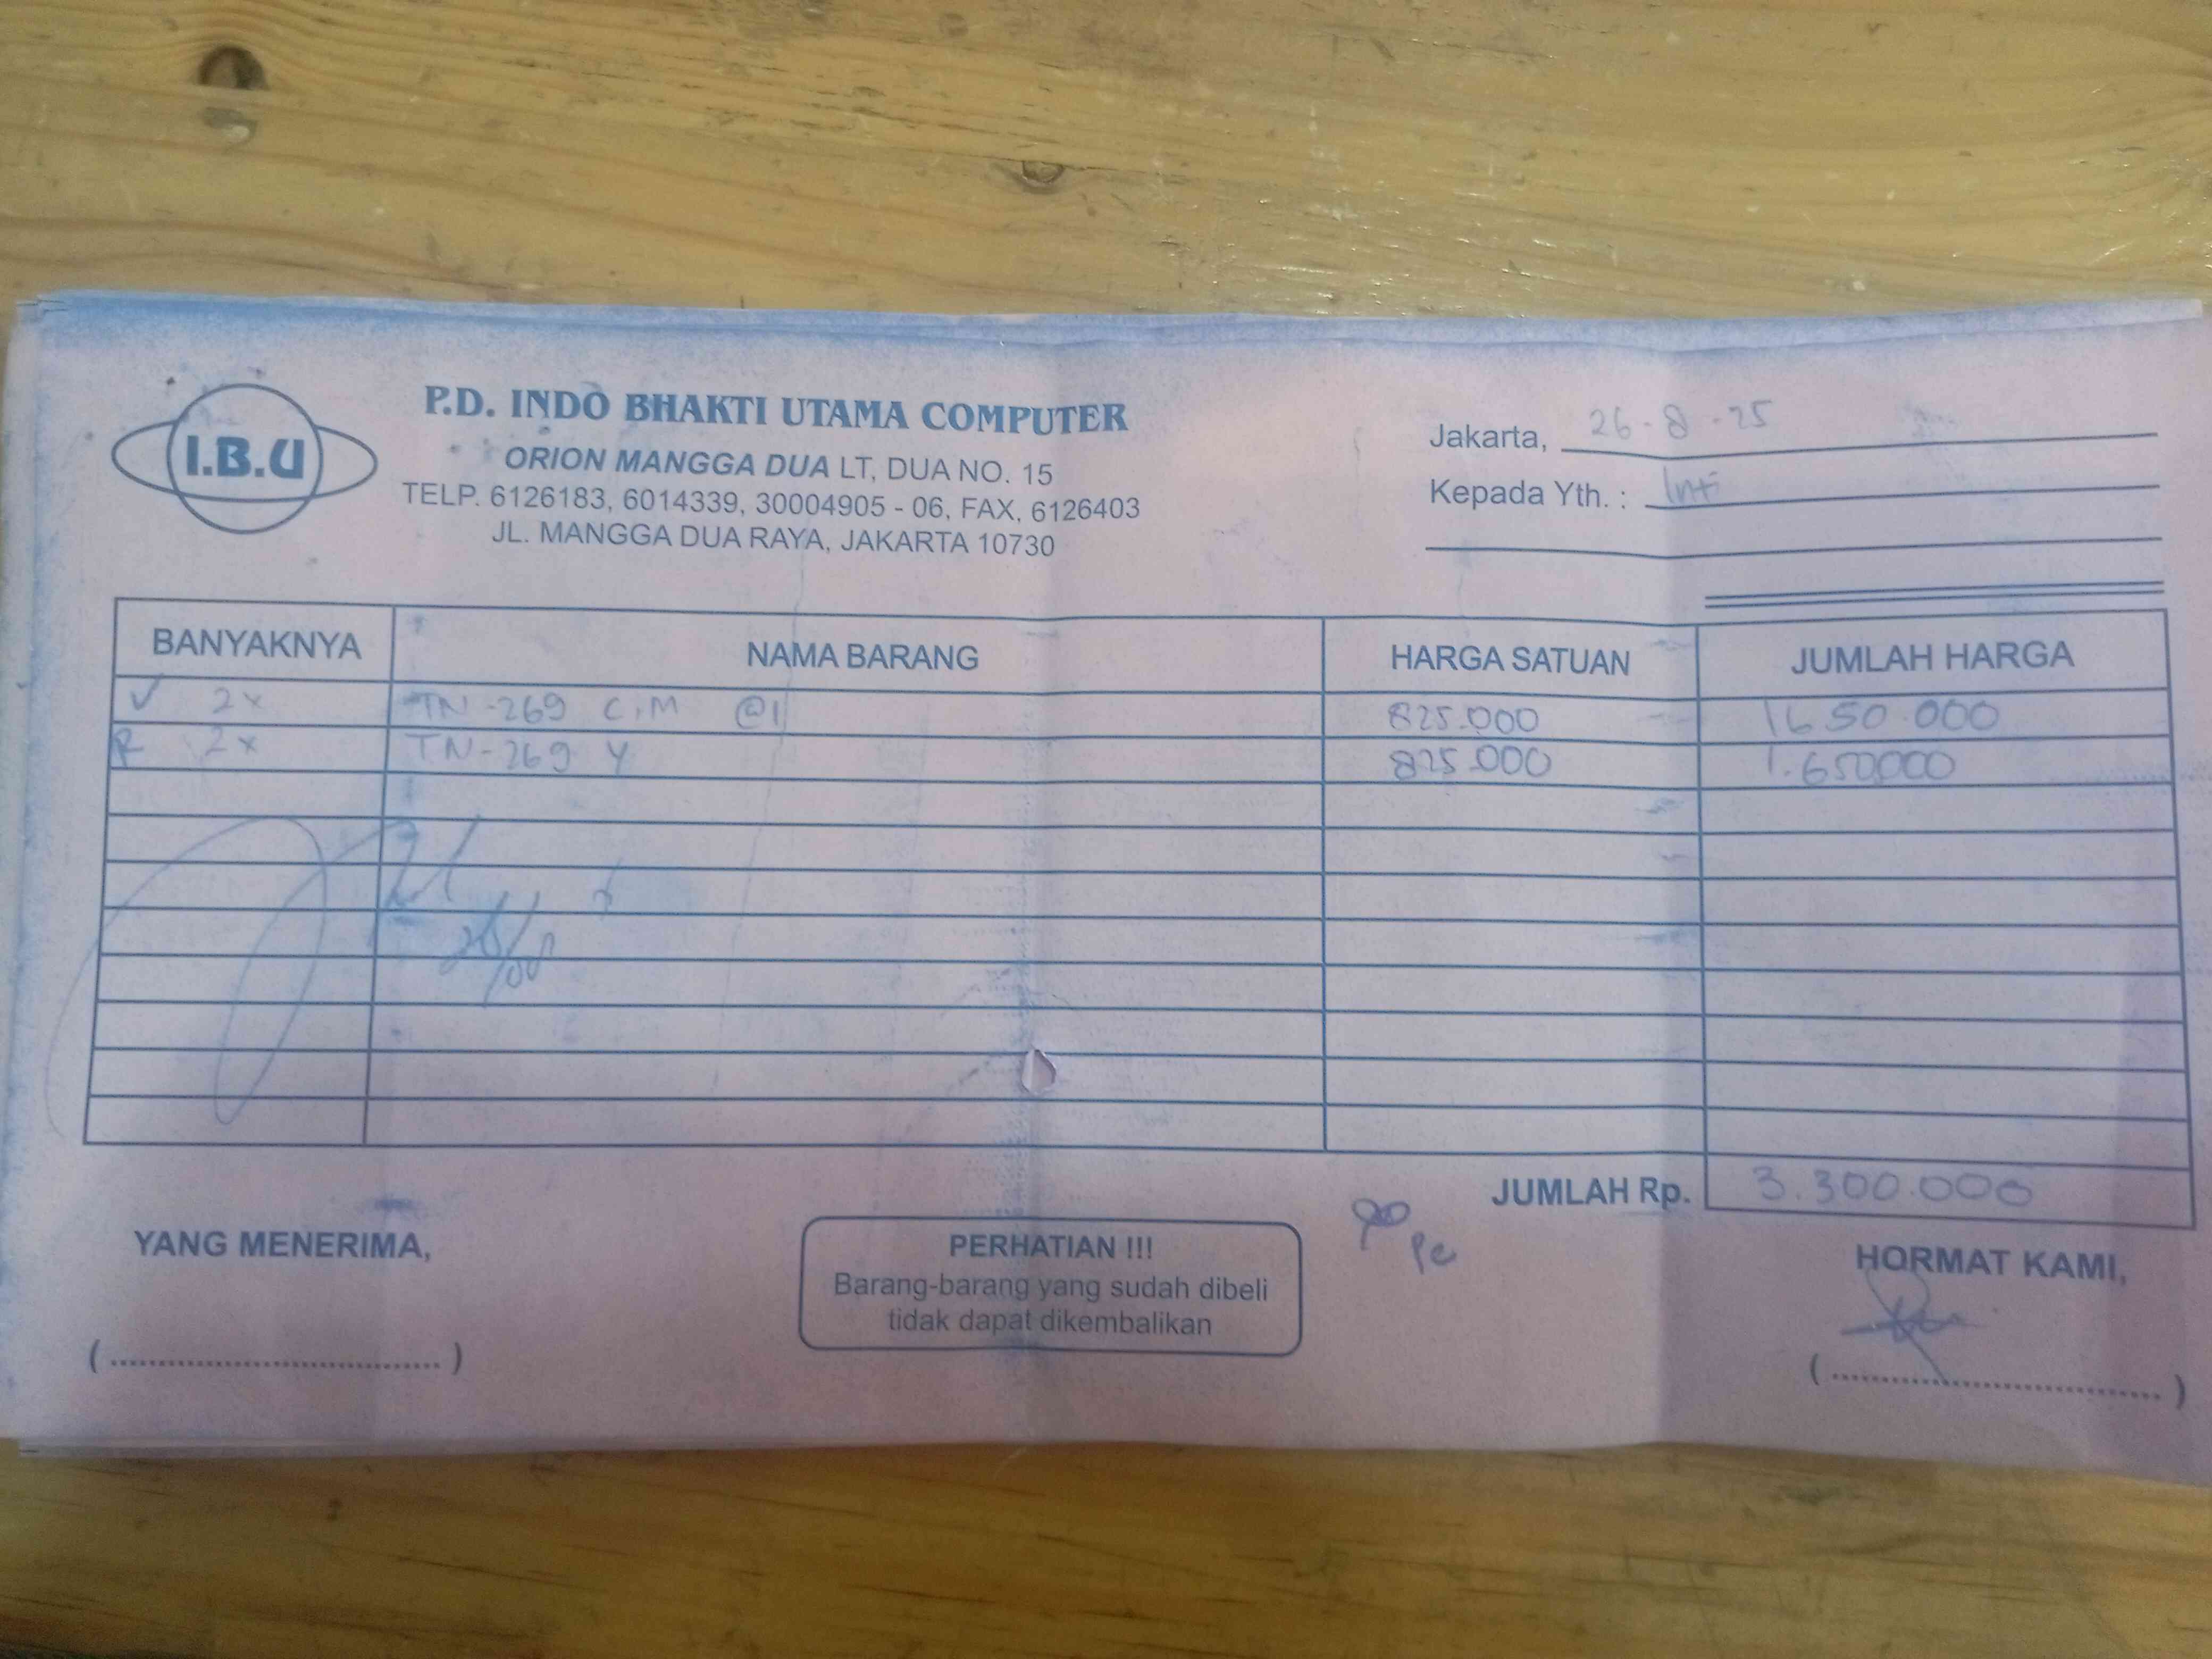 I.B.U
P.D. INDO BHAKTI UTAMA COMPUTER
ORION MANGGA DUA LT, DUA NO. 15
TELP. 6126183, 6014339, 30004905 - 06, FAX, 6126403
JL. MANGGA DUA RAYA, JAKARTA 10730
Jakarta, 26-8-25
Kepada Yth. : Inti
BANYAKNYA NAMA BARANG HARGA SATUAN JUMLAH HARGA
✓ 2x TN-269 C,M @1 825.000 1650.000
2x TN-269 Y 825.000 1.650.000
JUMLAH Rp. 3.300.000
YANG MENERIMA,
PERHATIAN !!!
Barang-barang yang sudah dibeli
tidak dapat dikembalikan
HORMAT KAMI,
(..............................)
(..............................)